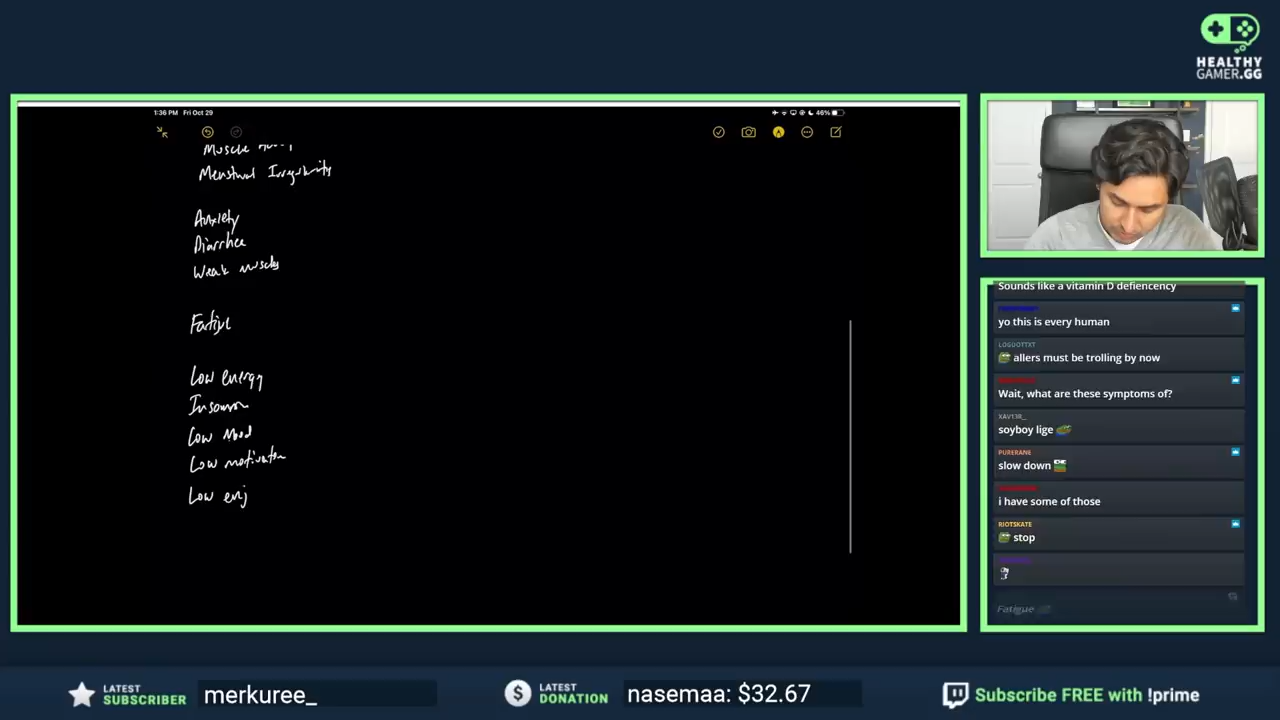 HEALTHY
GAMER.GG
1:36 PM Fri Oct 29
46%
Muscle
Menstrual Irregularity
Anxiety
Diarrhea
Weak muscles
Fatigue
Low energy
Insomnia
Low Mood
Low motivation
Low enj
Sounds like a vitamin D defiencency
yo this is every human
LOGUOTTXT
allers must be trolling by now
Wait, what are these symptoms of?
XAV13R_
soyboy lige
PURERANE
slow down
i have some of those
RIOTSKATE
stop
Fatigue
LATEST
SUBSCRIBER
merkuree_
LATEST
DONATION
nasemaa: $32.67
Subscribe FREE with !prime